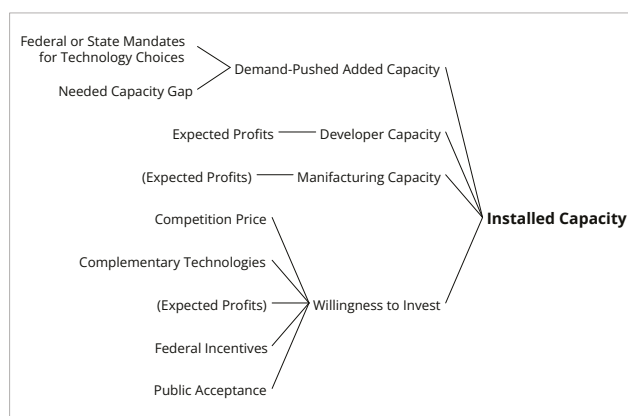 Federal or State Mandates
for Technology Choices
Demand-Pushed Added Capacity
Needed Capacity Gap
Expected Profits
Developer Capacity
(Expected Profits)
Manifacturing Capacity
Competition Price
Installed Capacity
Complementary Technologies
(Expected Profits)
Willingness to Invest
Federal Incentives
Public Acceptance